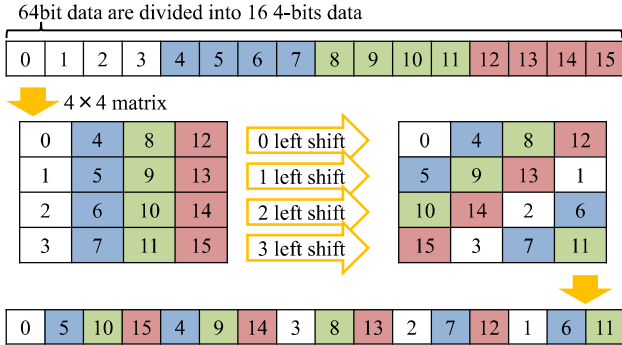 64bit data are divided into 16 4-bits data
0 1 2 3 4 5 6 7 8 9 10 11 12 13 14 15
4 × 4 matrix
0 4 8 12 0 left shift 0 4 8 12
1 5 9 13 1 left shift 5 9 13 1
2 6 10 14 2 left shift 10 14 2 6
3 7 11 15 3 left shift 15 3 7 11
0 5 10 15 4 9 14 3 8 13 2 7 12 1 6 11